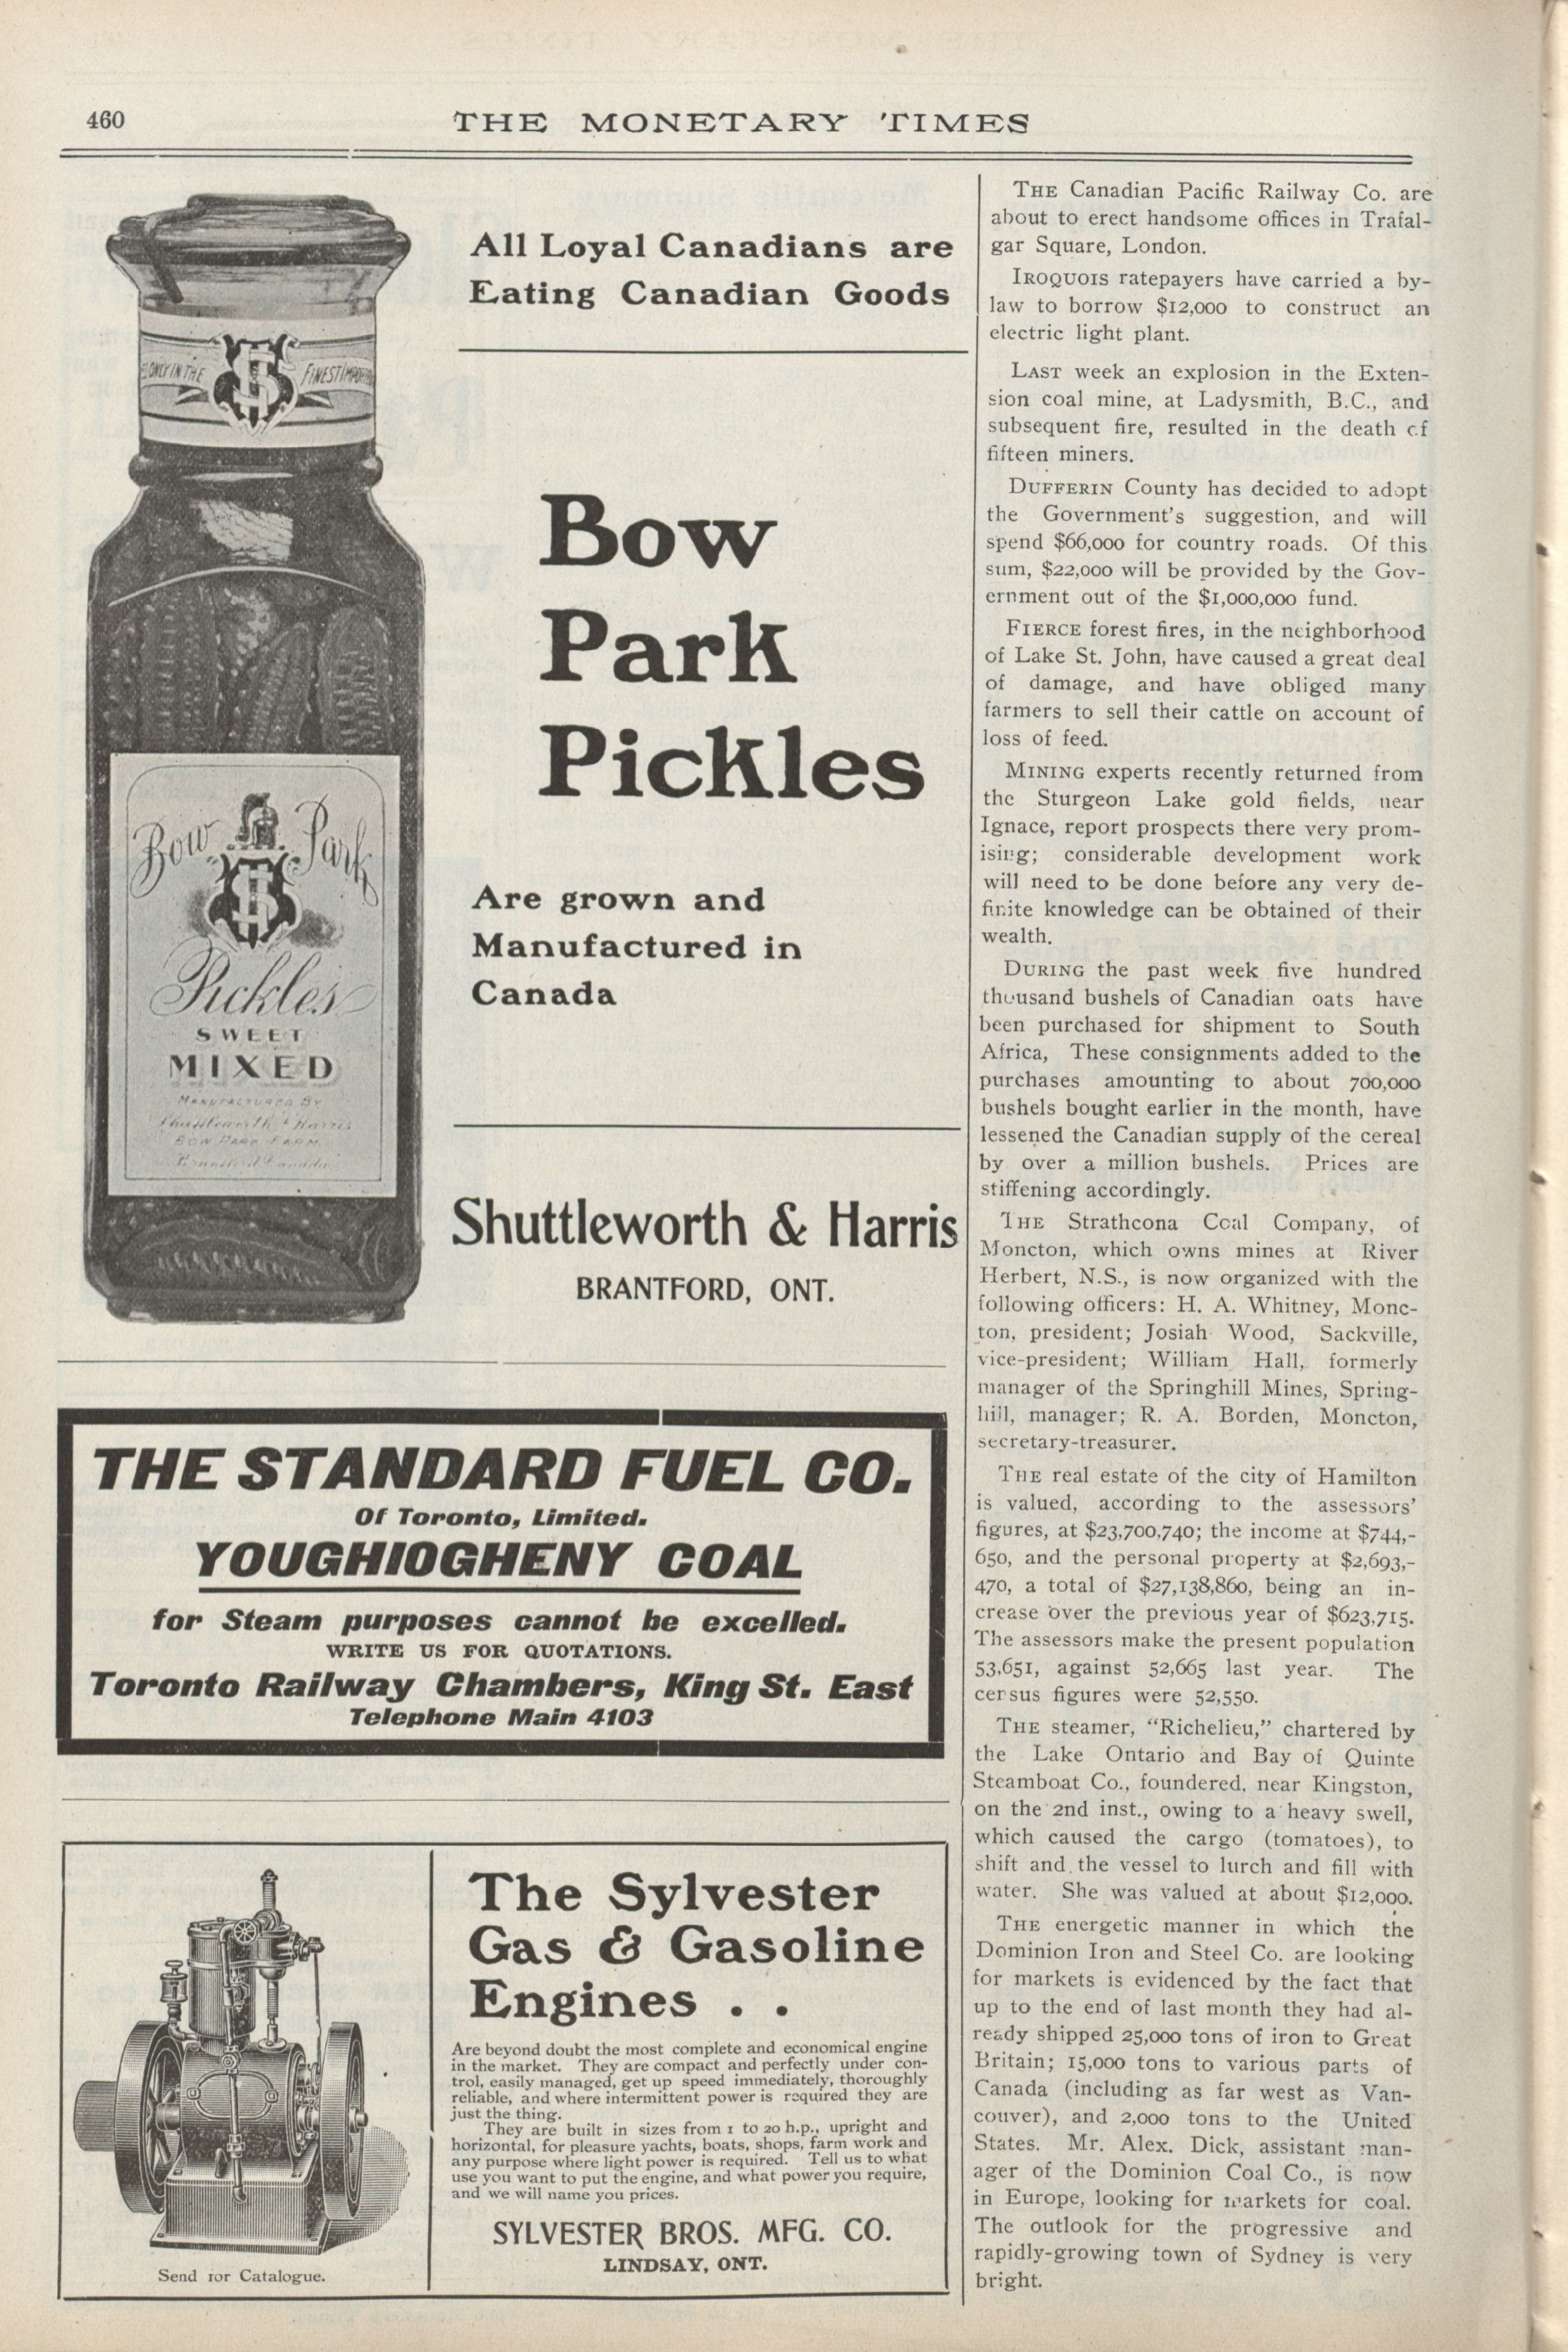 460
THE MONETARY TIMES
ONLY IN THE
FINEST
Bow Park
Pickles
SWEET
MIXED
MANUFACTURED BY
Shuttleworth & Harris
BOW PARK FARM
All Loyal Canadians are
Eating Canadian Goods
Bow
Park
Pickles
Are grown and
Manufactured in
Canada
Shuttleworth & Harris
BRANTFORD, ONT.
THE STANDARD FUEL CO.
Of Toronto, Limited.
YOUGHIOGHENY COAL
for Steam purposes cannot be excelled.
WRITE US FOR QUOTATIONS.
Toronto Railway Chambers, King St. East
Telephone Main 4103
Send for Catalogue.
The Sylvester
Gas & Gasoline
Engines . .
Are beyond doubt the most complete and economical engine
in the market. They are compact and perfectly under con-
trol, easily managed, get up speed immediately, thoroughly
reliable, and where intermittent power is required they are
just the thing.
They are built in sizes from 1 to 20 h.p., upright and
horizontal, for pleasure yachts, boats, shops, farm work and
any purpose where light power is required. Tell us to what
use you want to put the engine, and what power you require,
and we will name you prices.
SYLVESTER BROS. MFG. CO.
LINDSAY, ONT.
THE Canadian Pacific Railway Co. are
about to erect handsome offices in Trafal-
gar Square, London.
IROQUOIS ratepayers have carried a by-
law to borrow $12,000 to construct an
electric light plant.
LAST week an explosion in the Exten-
sion coal mine, at Ladysmith, B.C., and
subsequent fire, resulted in the death of
fifteen miners.
DUFFERIN County has decided to adopt
the Government's suggestion, and will
spend $66,000 for country roads. Of this
sum, $22,000 will be provided by the Gov-
ernment out of the $1,000,000 fund.
FIERCE forest fires, in the neighborhood
of Lake St. John, have caused a great deal
of damage, and have obliged many
farmers to sell their cattle on account of
loss of feed.
MINING experts recently returned from
the Sturgeon Lake gold fields, near
Ignace, report prospects there very prom-
ising; considerable development work
will need to be done before any very de-
finite knowledge can be obtained of their
wealth.
DURING the past week five hundred
thousand bushels of Canadian oats have
been purchased for shipment to South
Africa, These consignments added to the
purchases amounting to about 700,000
bushels bought earlier in the month, have
lessened the Canadian supply of the cereal
by over a million bushels. Prices are
stiffening accordingly.
THE Strathcona Coal Company, of
Moncton, which owns mines at River
Herbert, N.S., is now organized with the
following officers: H. A. Whitney, Monc-
ton, president; Josiah Wood, Sackville,
vice-president; William Hall, formerly
manager of the Springhill Mines, Spring-
hill, manager; R. A. Borden, Moncton,
secretary-treasurer.
THE real estate of the city of Hamilton
is valued, according to the assessors'
figures, at $23,700,740; the income at $744,-
650, and the personal property at $2,693,-
470, a total of $27,138,860, being an in-
crease over the previous year of $623,715.
The assessors make the present population
53,651, against 52,665 last year. The
census figures were 52,550.
THE steamer, "Richelieu," chartered by
the Lake Ontario and Bay of Quinte
Steamboat Co., foundered, near Kingston,
on the 2nd inst., owing to a heavy swell,
which caused the cargo (tomatoes), to
shift and the vessel to lurch and fill with
water. She was valued at about $12,000.
THE energetic manner in which the
Dominion Iron and Steel Co. are looking
for markets is evidenced by the fact that
up to the end of last month they had al-
ready shipped 25,000 tons of iron to Great
Britain; 15,000 tons to various parts of
Canada (including as far west as Van-
couver), and 2,000 tons to the United
States. Mr. Alex. Dick, assistant man-
ager of the Dominion Coal Co., is now
in Europe, looking for markets for coal.
The outlook for the progressive and
rapidly-growing town of Sydney is very
bright.